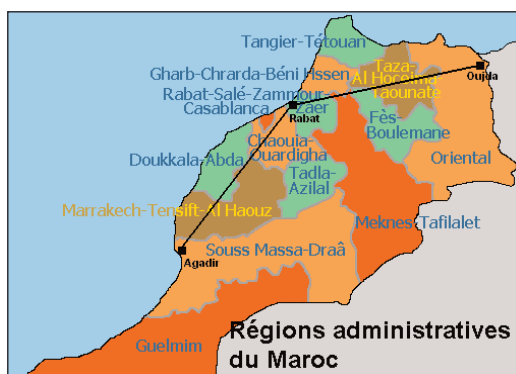 Tangier-Tétouan
Taza-
Al Hoceima-
Taounate
Oujda
Gharb-Chrarda-Béni Hssen
Rabat-Salé-Zammour-
Zaer
Casablanca
Rabat
Fès-
Boulemane
Chaouia-
Ouardigha
Doukkala-Abda
Oriental
Tadla-
Azilal
Marrakech-Tensift-Al Haouz
Meknes Tafilalet
Souss Massa-Draâ
Agadir
Guelmim
Régions administratives
du Maroc